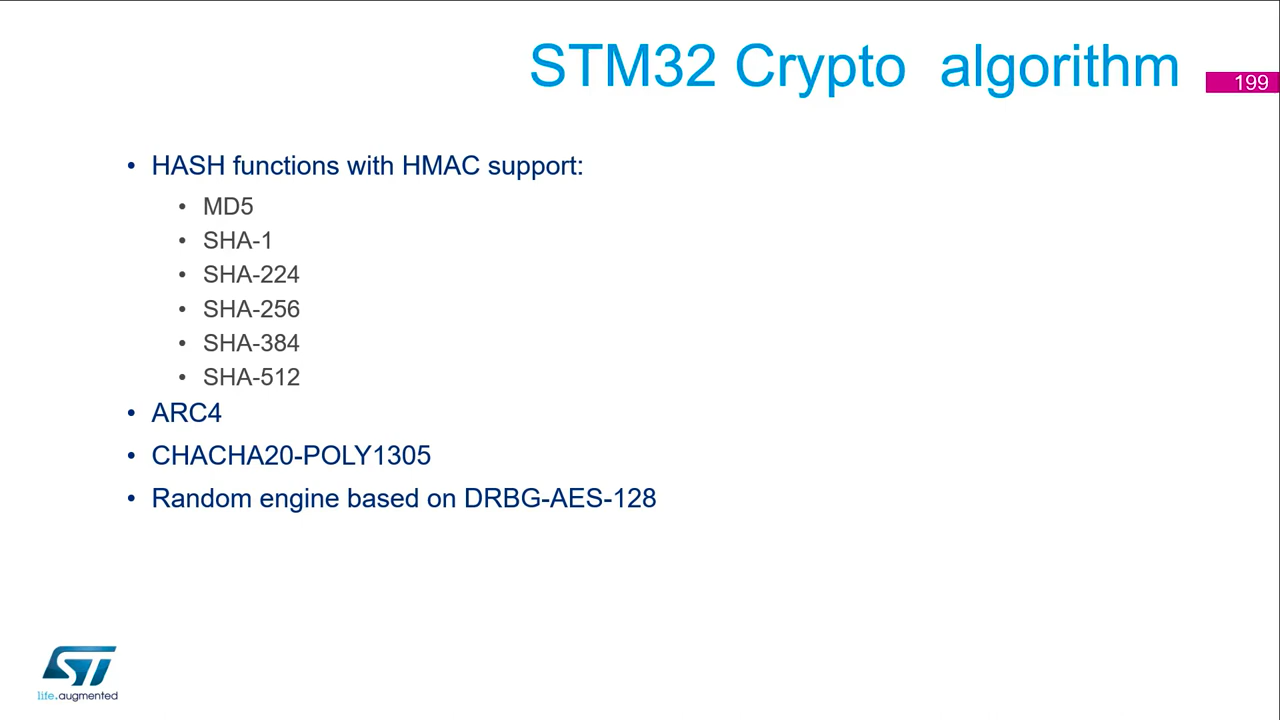 STM32 Crypto algorithm
199
• HASH functions with HMAC support:
• MD5
• SHA-1
• SHA-224
• SHA-256
• SHA-384
• SHA-512
• ARC4
• CHACHA20-POLY1305
• Random engine based on DRBG-AES-128
ST
life.augmented